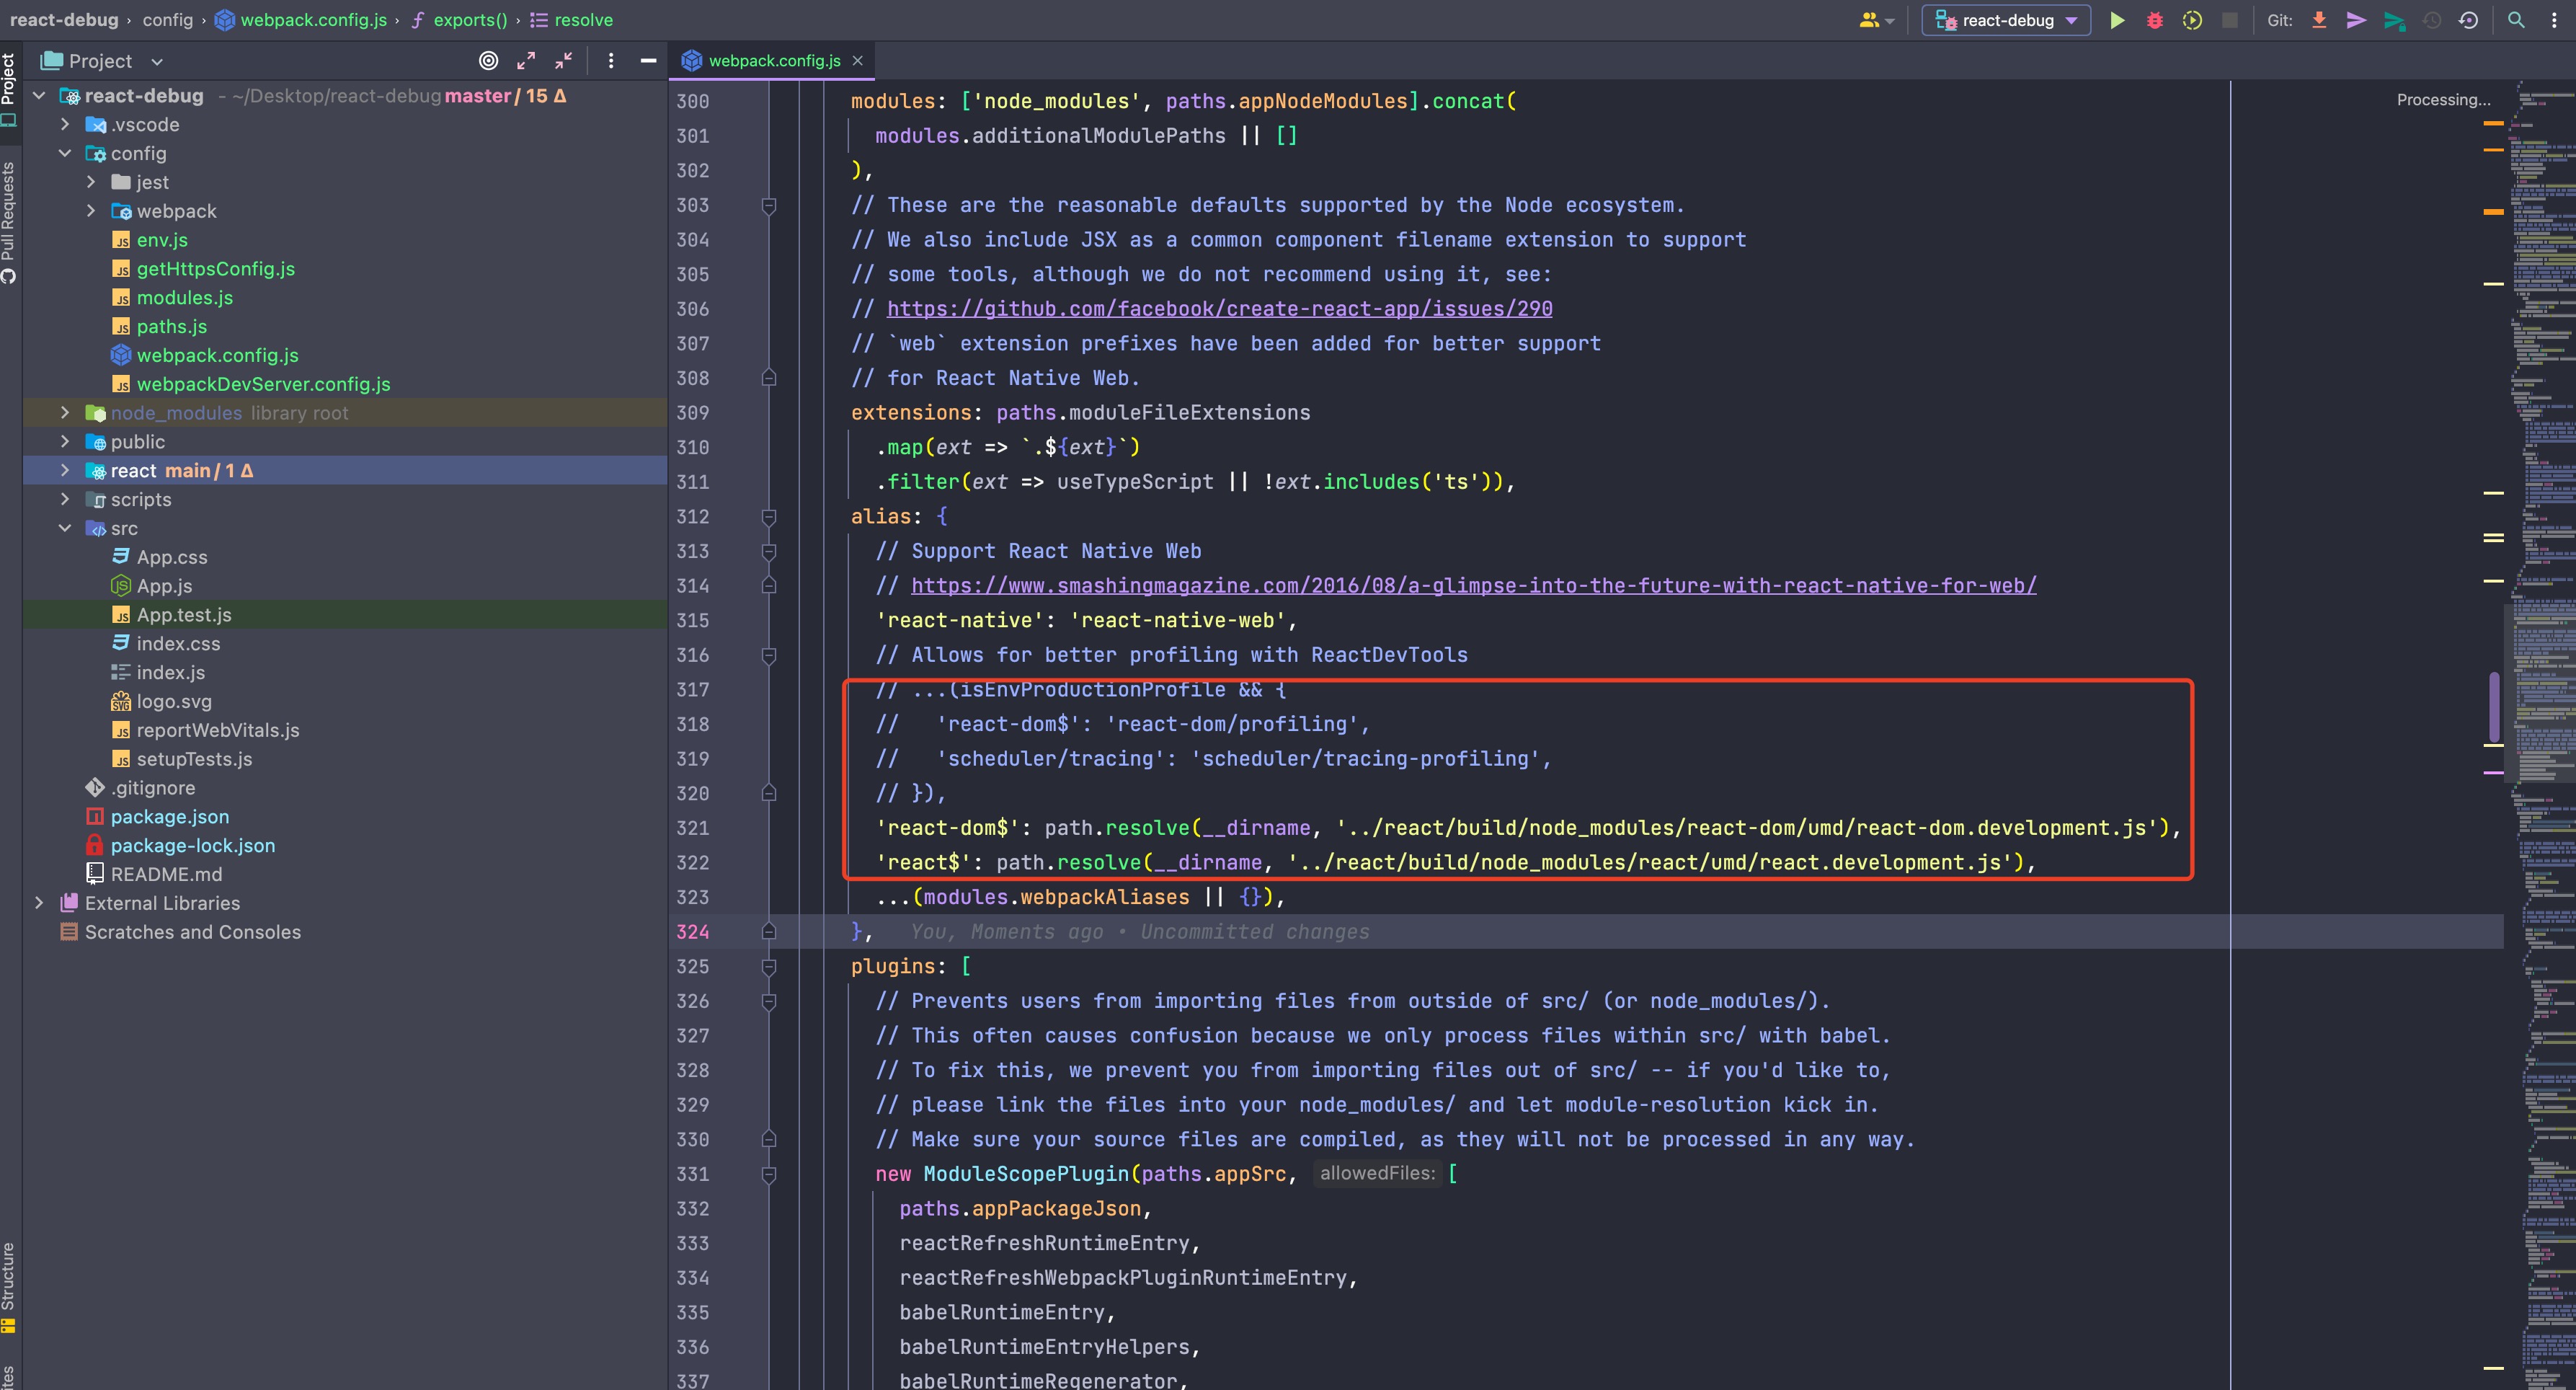 react-debug › config › webpack.config.js › exports() › resolve
react-debug
Git:
Project
Pull Requests
Structure
Project
react-debug - ~/Desktop/react-debug master / 15 Δ
.vscode
config
jest
webpack
env.js
getHttpsConfig.js
modules.js
paths.js
webpack.config.js
webpackDevServer.config.js
node_modules library root
public
react main / 1 Δ
scripts
src
App.css
App.js
App.test.js
index.css
index.js
logo.svg
reportWebVitals.js
setupTests.js
.gitignore
package.json
package-lock.json
README.md
External Libraries
Scratches and Consoles
webpack.config.js
Processing...
300 modules: ['node_modules', paths.appNodeModules].concat(
301 modules.additionalModulePaths || []
302 ),
303 // These are the reasonable defaults supported by the Node ecosystem.
304 // We also include JSX as a common component filename extension to support
305 // some tools, although we do not recommend using it, see:
306 // https://github.com/facebook/create-react-app/issues/290
307 // `web` extension prefixes have been added for better support
308 // for React Native Web.
309 extensions: paths.moduleFileExtensions
310 .map(ext => `.${ext}`)
311 .filter(ext => useTypeScript || !ext.includes('ts')),
312 alias: {
313 // Support React Native Web
314 // https://www.smashingmagazine.com/2016/08/a-glimpse-into-the-future-with-react-native-for-web/
315 'react-native': 'react-native-web',
316 // Allows for better profiling with ReactDevTools
317 // ...(isEnvProductionProfile && {
318 //   'react-dom$': 'react-dom/profiling',
319 //   'scheduler/tracing': 'scheduler/tracing-profiling',
320 // }),
321 'react-dom$': path.resolve(__dirname, '../react/build/node_modules/react-dom/umd/react-dom.development.js'),
322 'react$': path.resolve(__dirname, '../react/build/node_modules/react/umd/react.development.js'),
323 ...(modules.webpackAliases || {}),
324 }, You, Moments ago • Uncommitted changes
325 plugins: [
326 // Prevents users from importing files from outside of src/ (or node_modules/).
327 // This often causes confusion because we only process files within src/ with babel.
328 // To fix this, we prevent you from importing files out of src/ -- if you'd like to,
329 // please link the files into your node_modules/ and let module-resolution kick in.
330 // Make sure your source files are compiled, as they will not be processed in any way.
331 new ModuleScopePlugin(paths.appSrc, allowedFiles: [
332 paths.appPackageJson,
333 reactRefreshRuntimeEntry,
334 reactRefreshWebpackPluginRuntimeEntry,
335 babelRuntimeEntry,
336 babelRuntimeEntryHelpers,
337 babelRuntimeRegenerator,